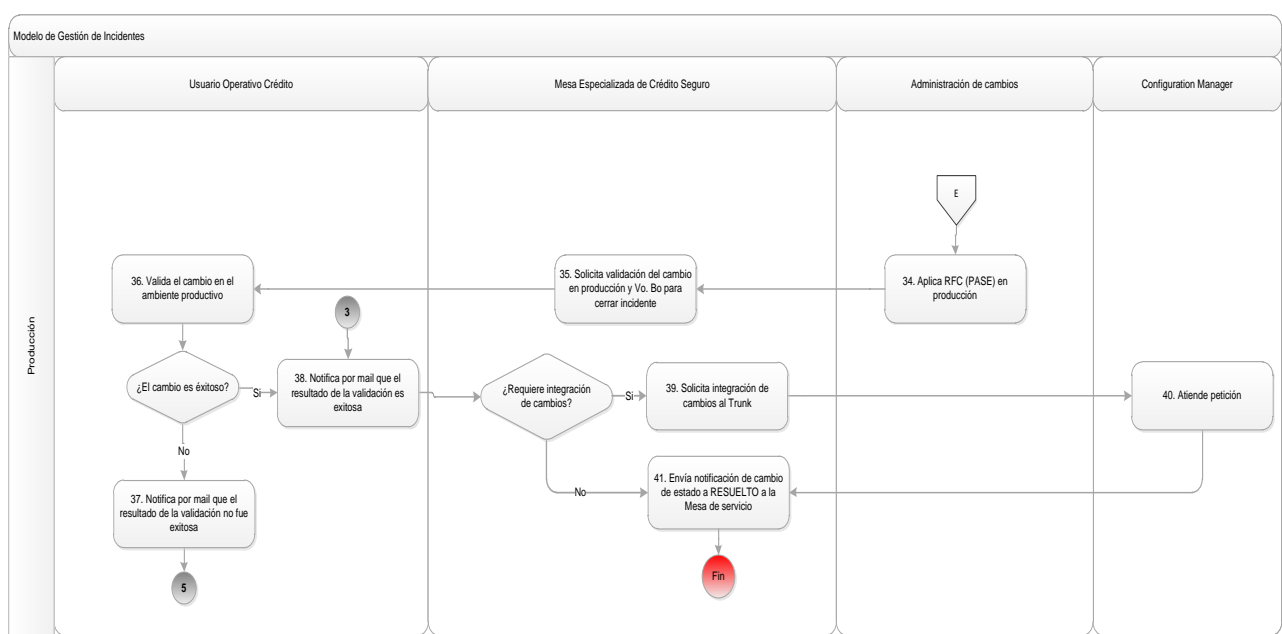 Modelo de Gestión de Incidentes
Usuario Operativo Crédito
Mesa Especializada de Crédito Seguro
Administración de cambios
Configuration Manager
Producción
E
34. Aplica RFC (PASE) en
producción
35. Solicita validación del cambio
en producción y Vo. Bo para
cerrar incidente
36. Valida el cambio en el
ambiente productivo
3
¿El cambio es éxitoso?
Si
38. Notifica por mail que el
resultado de la validación es
exitosa
¿Requiere integración
de cambios?
Si
39. Solicita integración de
cambios al Trunk
40. Atiende petición
No
37. Notifica por mail que el
resultado de la validación no fue
exitosa
5
No
41. Envía notificación de cambio
de estado a RESUELTO a la
Mesa de servicio
Fin